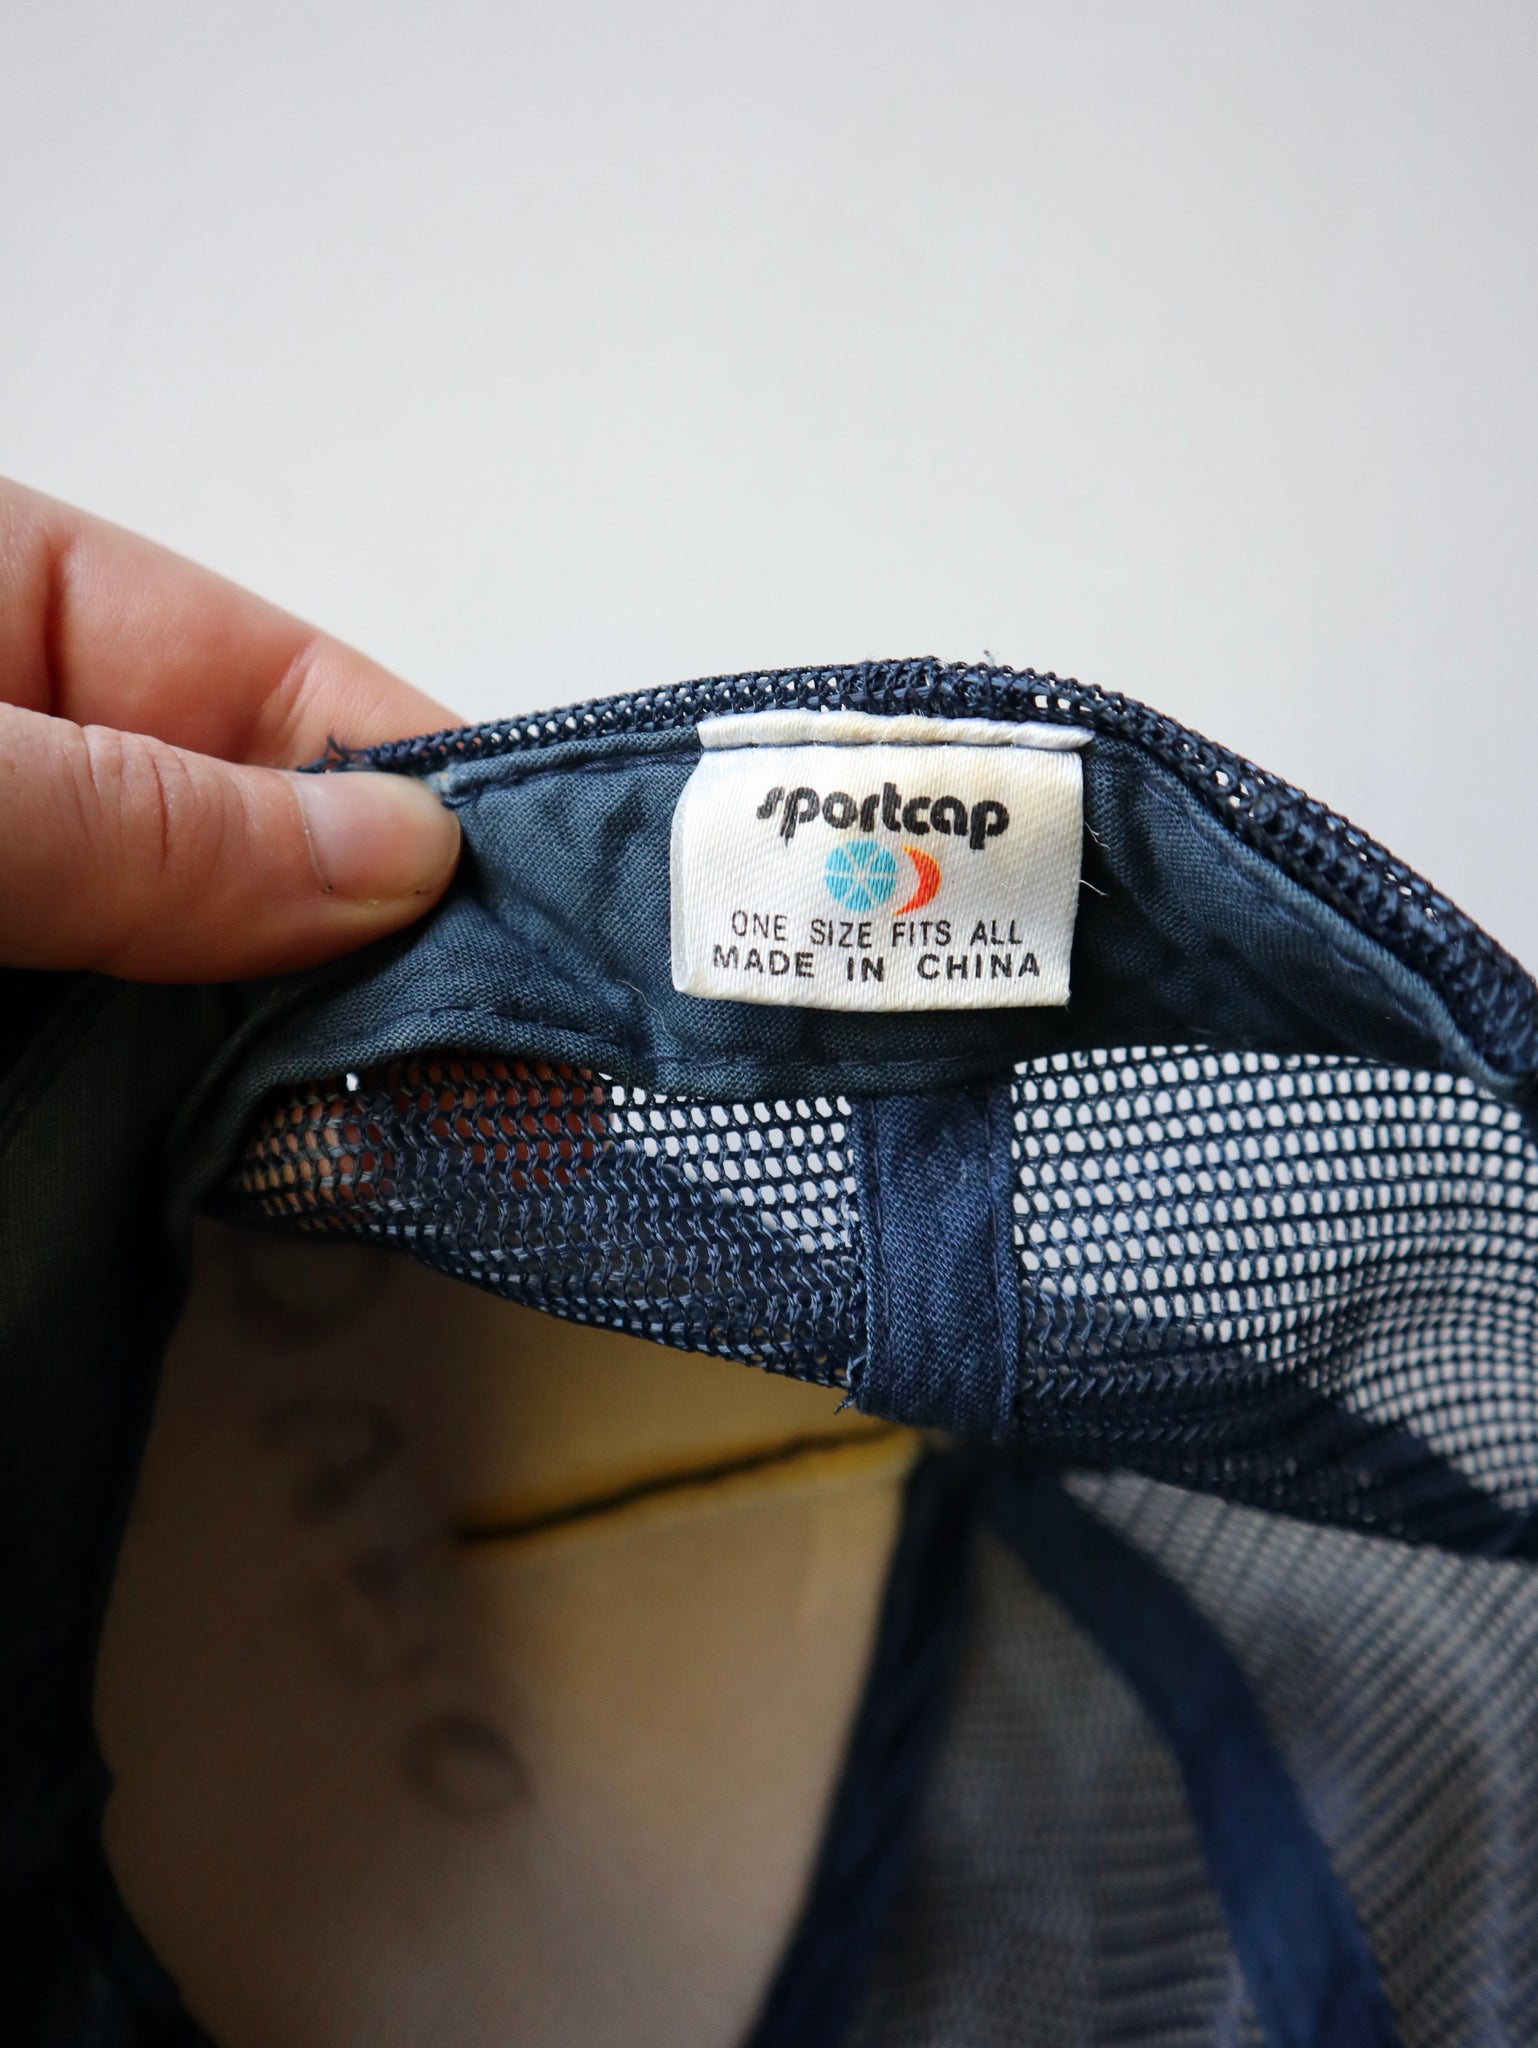 sportcap
ONE SIZE FITS ALL
MADE IN CHINA